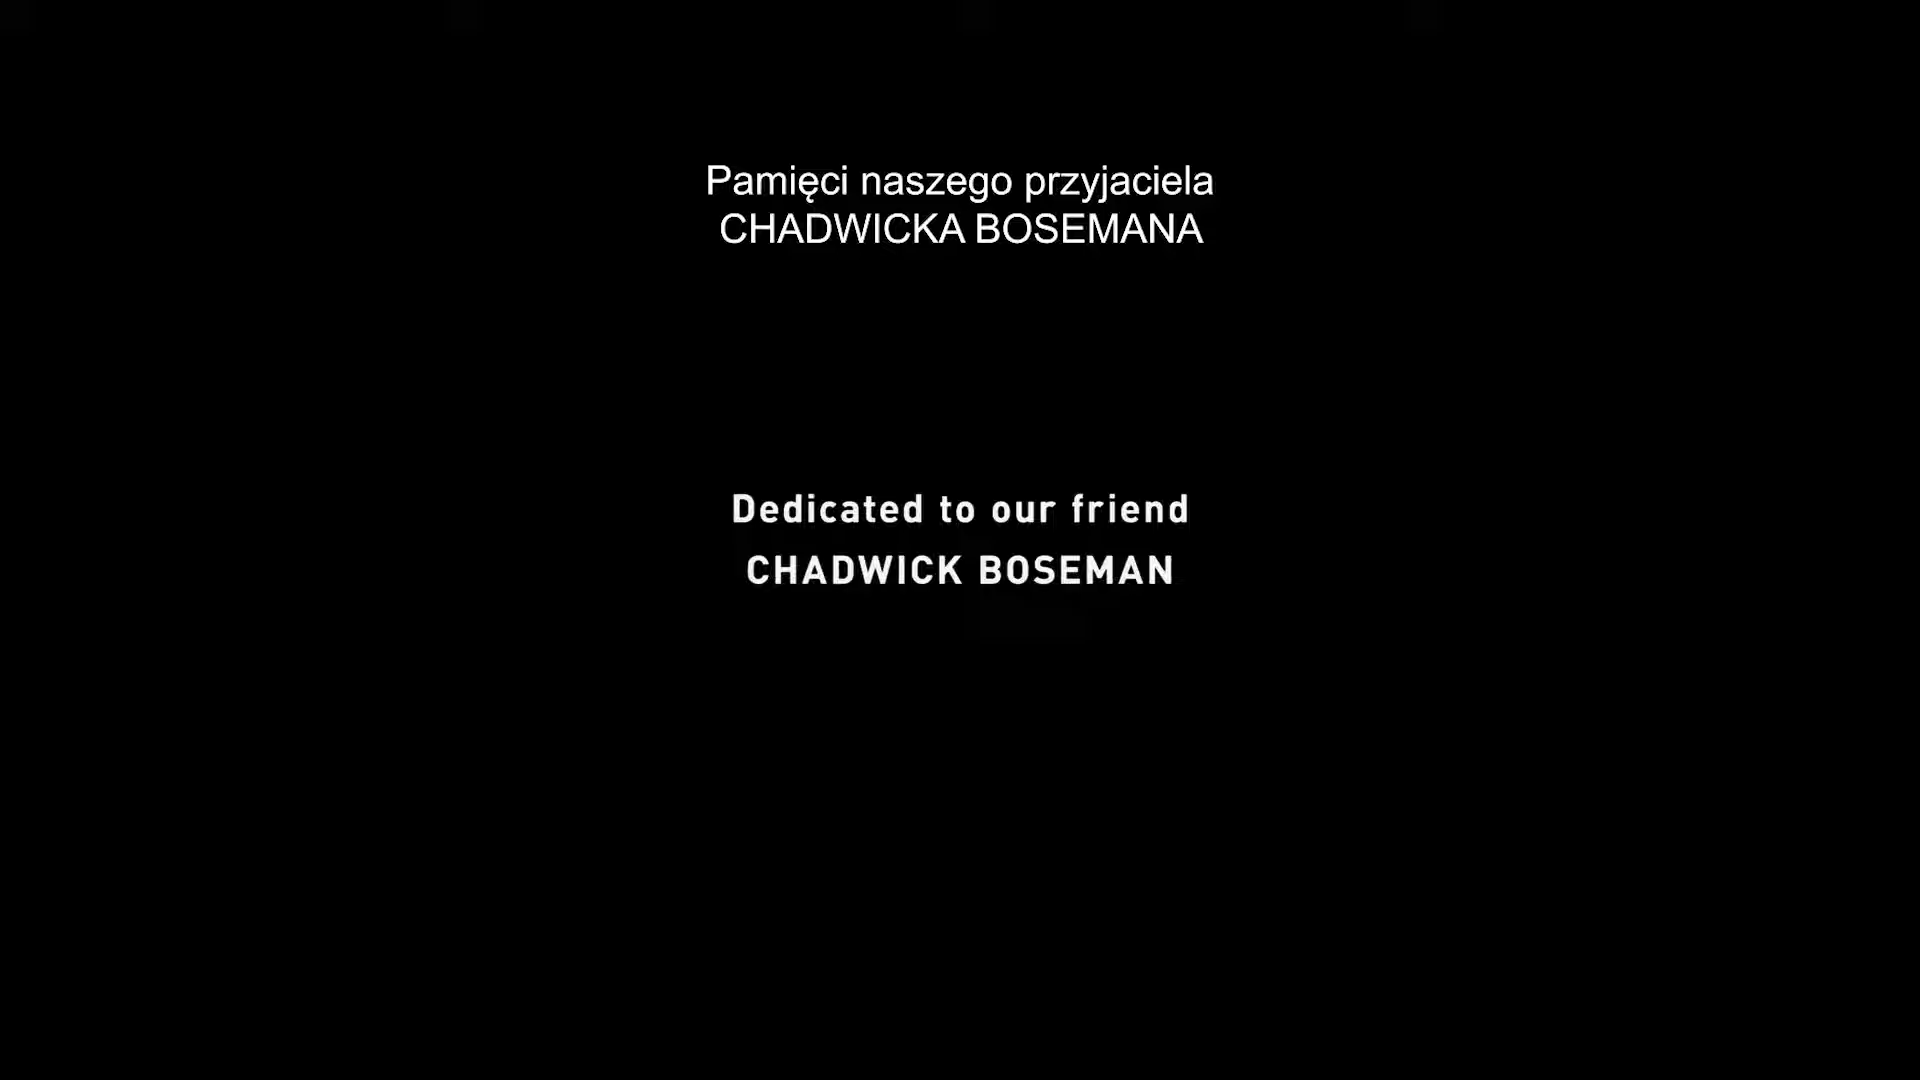 Pamięci naszego przyjaciela
CHADWICKA BOSEMANA
Dedicated to our friend
CHADWICK BOSEMAN